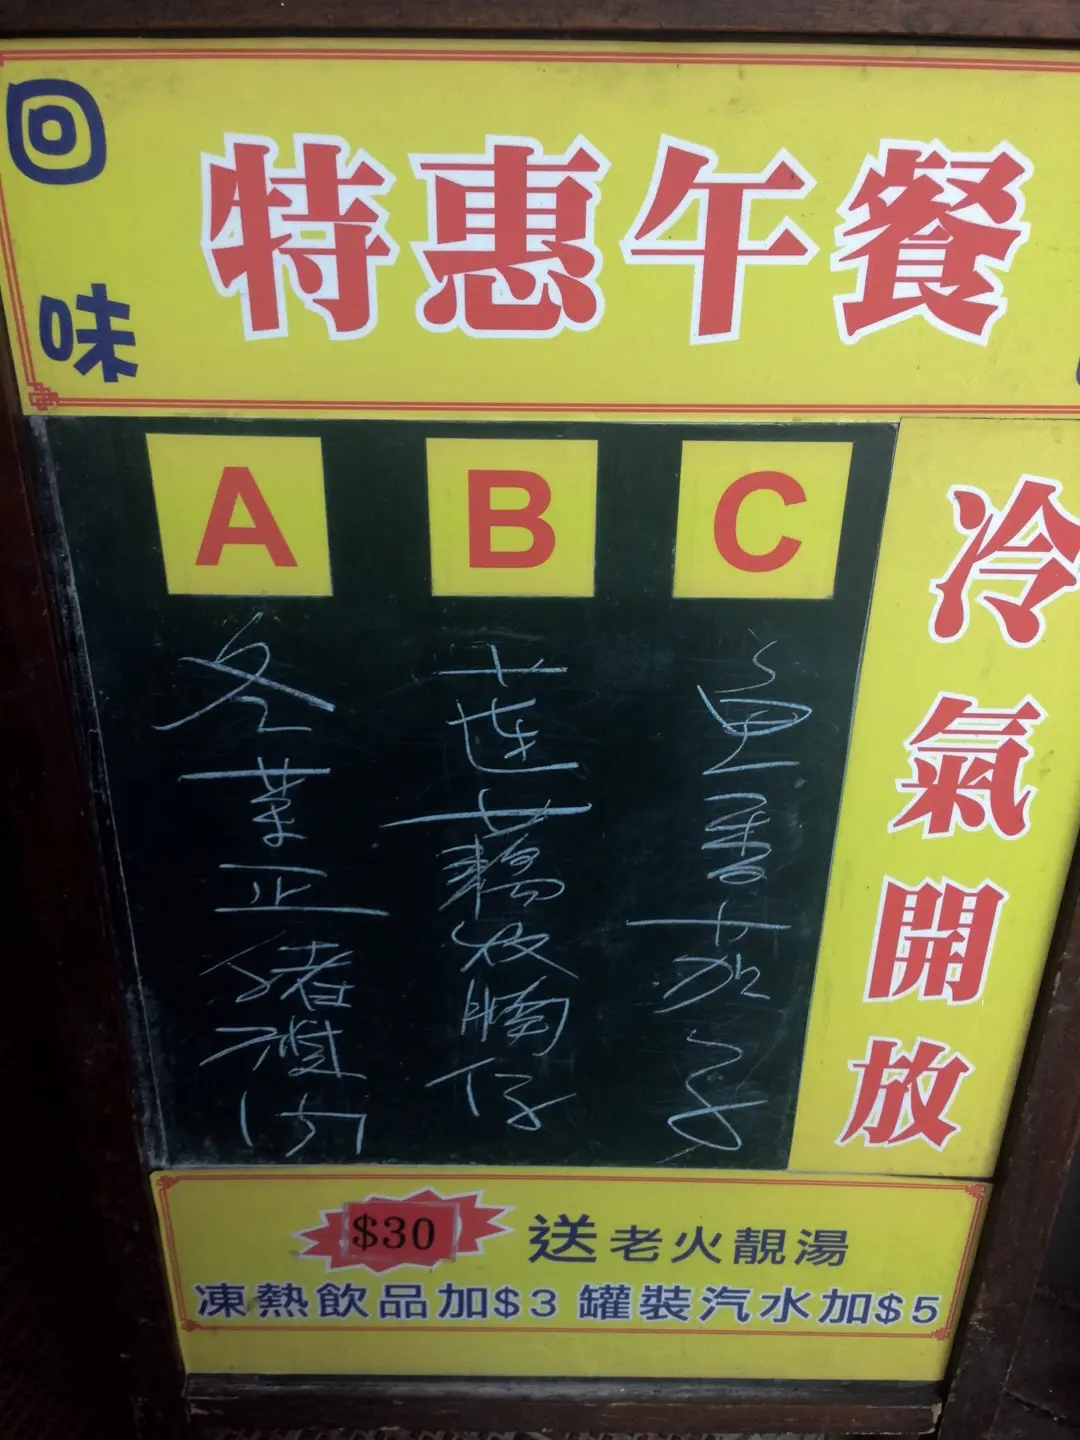 回味
特惠午餐
A
冬菜正豬肉
B
蓮藕炆腩仔
C
魚香茄子
冷氣開放
$30 送老火靚湯
凍熱飲品加$3 罐裝汽水加$5